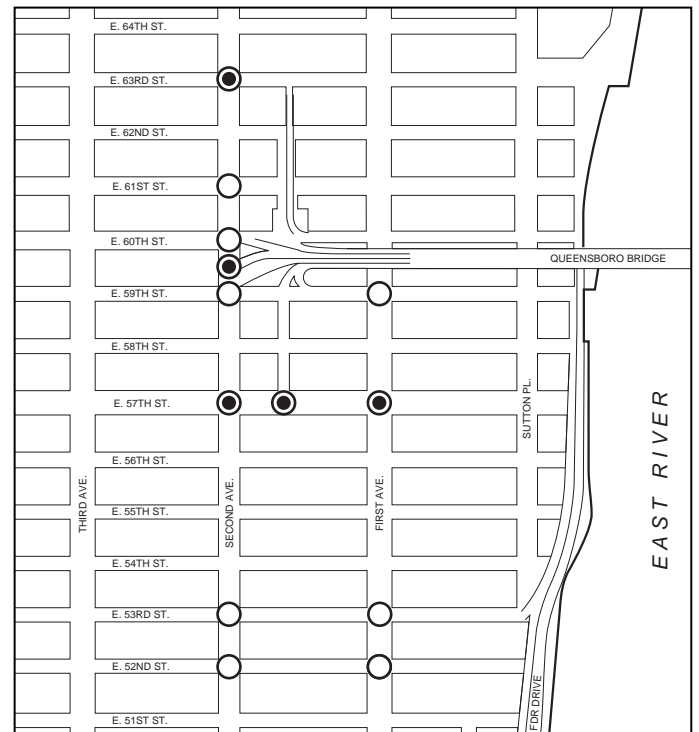 E. 64TH ST.
E. 63RD ST.
E. 62ND ST.
E. 61ST ST.
E. 60TH ST.
QUEENSBORO BRIDGE
E. 59TH ST.
E. 58TH ST.
E. 57TH ST.
SUTTON PL.
EAST RIVER
E. 56TH ST.
THIRD AVE.
SECOND AVE.
FIRST AVE.
E. 55TH ST.
E. 54TH ST.
E. 53RD ST.
E. 52ND ST.
FDR DRIVE
E. 51ST ST.